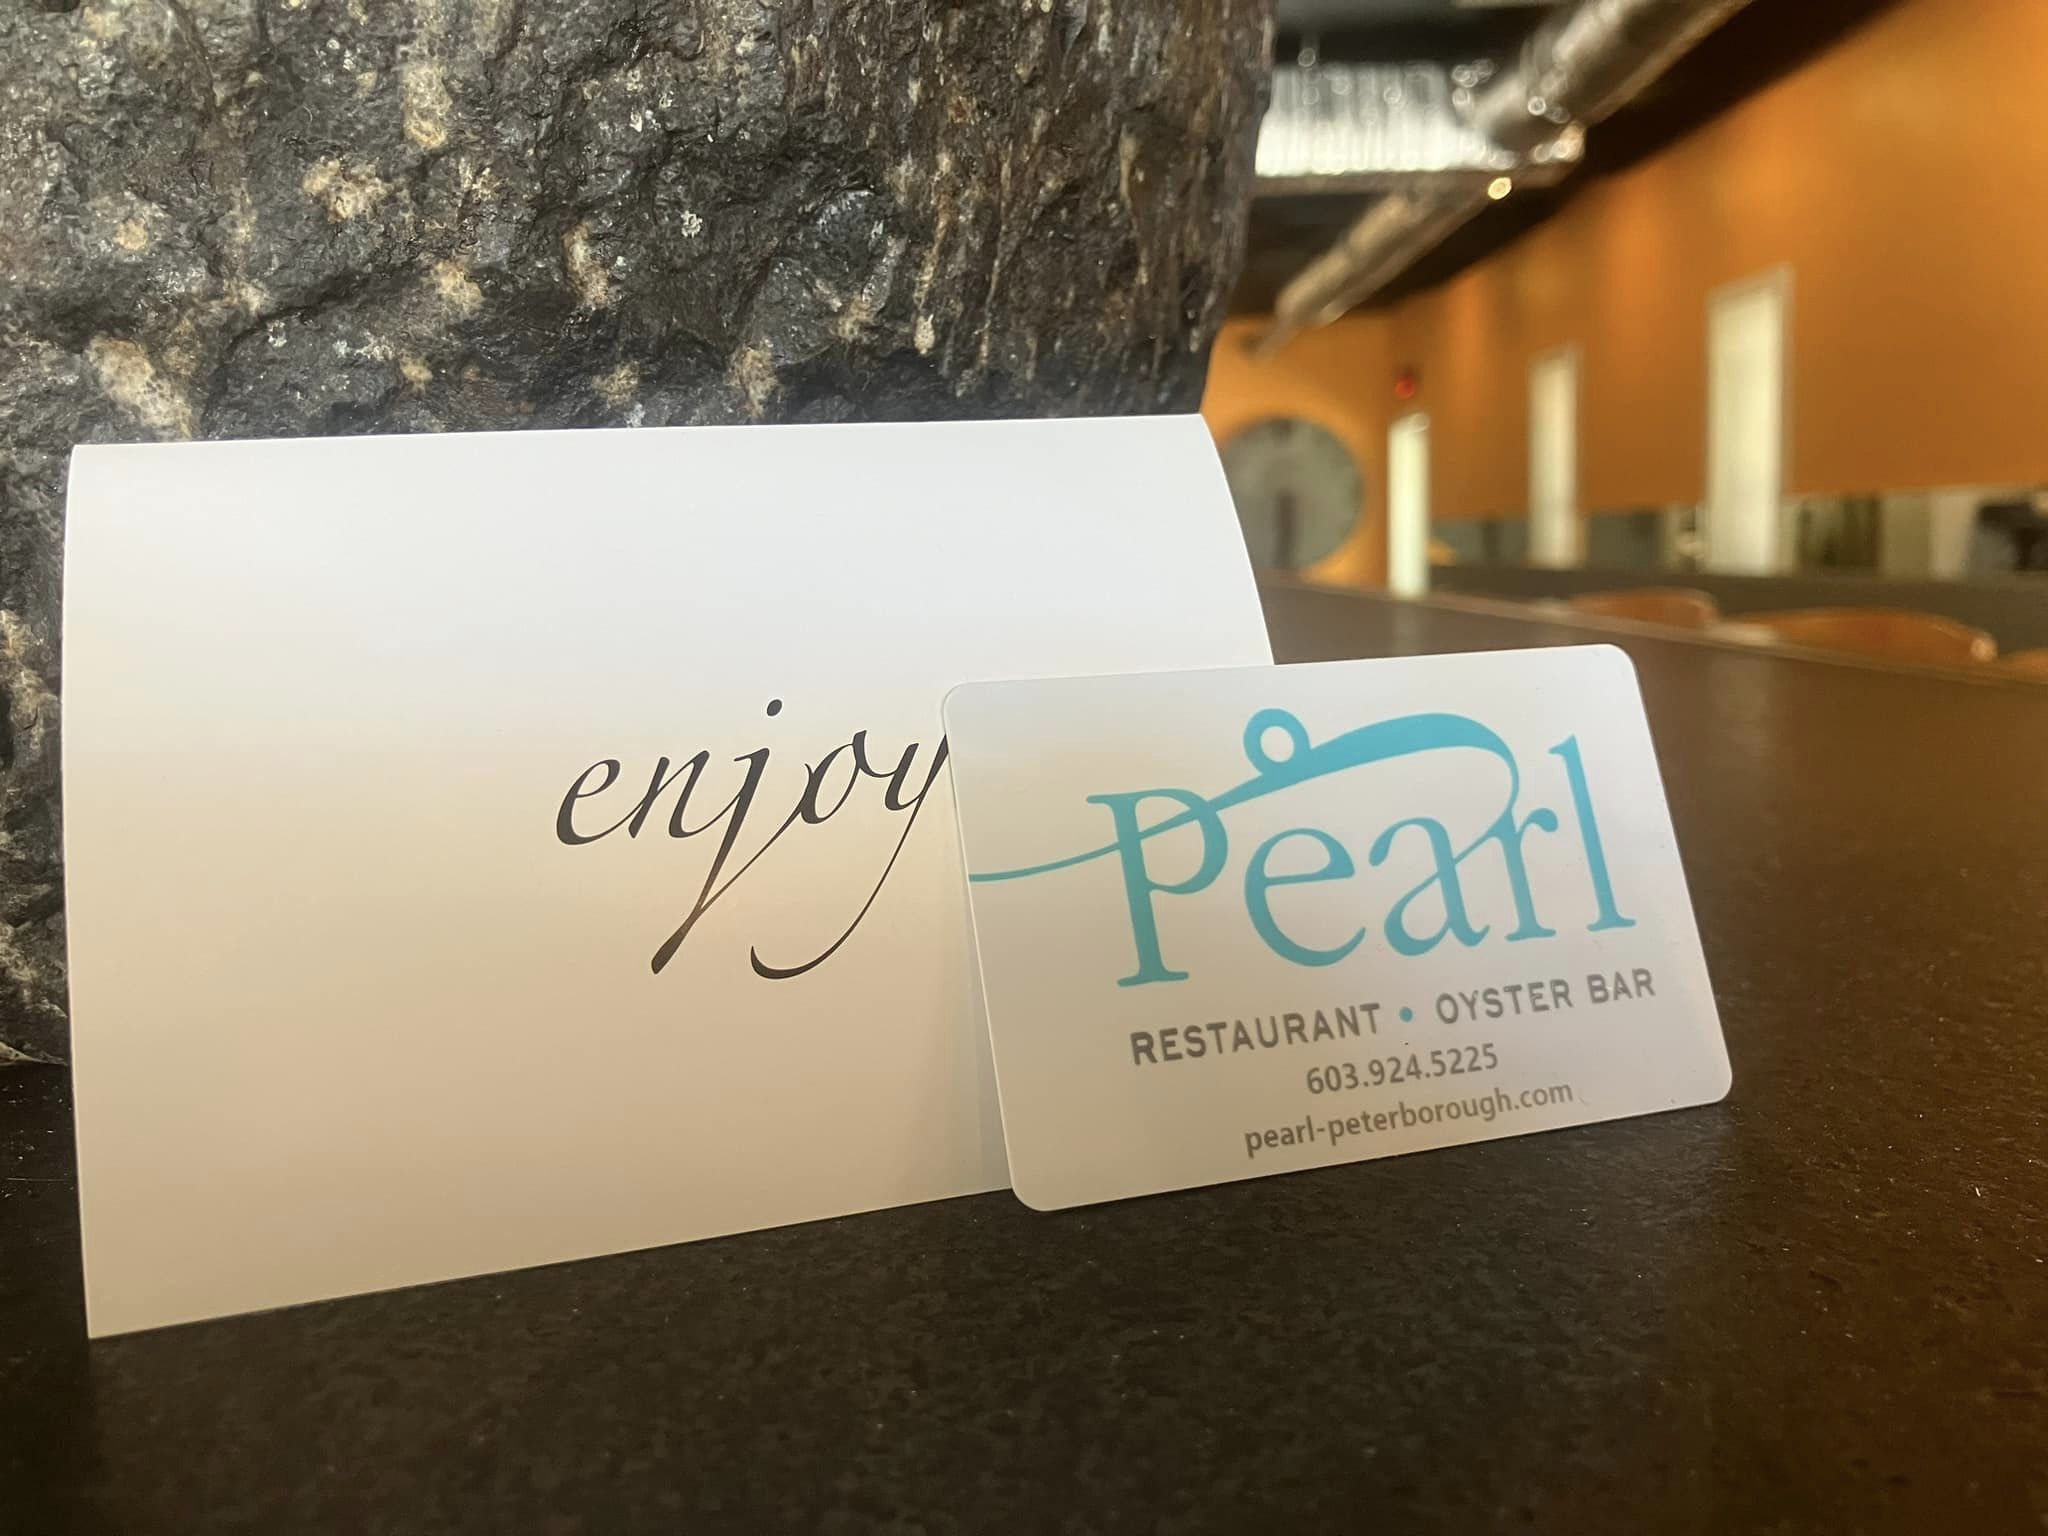 enjoy
Pearl
RESTAURANT • OYSTER BAR
603.924.5225
pearl-peterborough.com